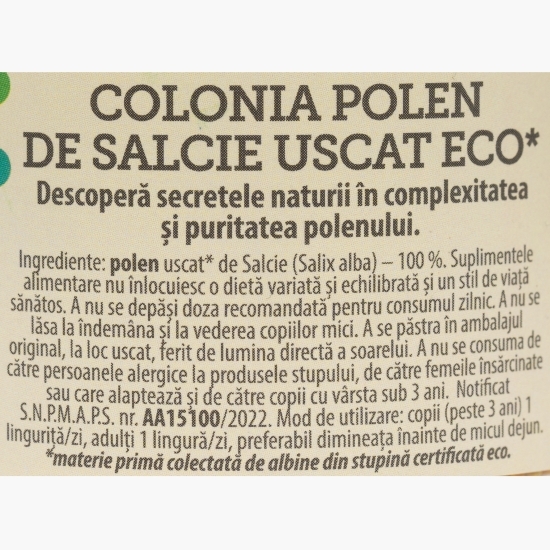 COLONIA POLEN
DE SALCIE USCAT ECO*
Descoperă secretele naturii în complexitatea
și puritatea polenului.
Ingrediente: polen uscat* de Salcie (Salix alba) – 100 %. Suplimentele
alimentare nu înlocuiesc o dietă variată și echilibrată și un stil de viață
sănătos. A nu se depăși doza recomandată pentru consumul zilnic. A nu se
lăsa la îndemâna și la vederea copiilor mici. A se păstra în ambalajul
original, la loc uscat, ferit de lumina directă a soarelui. A nu se consuma de
către persoanele alergice la produsele stupului, de către femeile însărcinate
sau care alaptează și de către copii cu vârsta sub 3 ani. Notificat
S.N.P.M.A.P.S. nr. AA15100/2022. Mod de utilizare: copii (peste 3 ani) 1
linguriță/zi, adulți 1 lingură/zi, preferabil dimineața înainte de micul dejun.
*materie primă colectată de albine din stupină certificată eco.